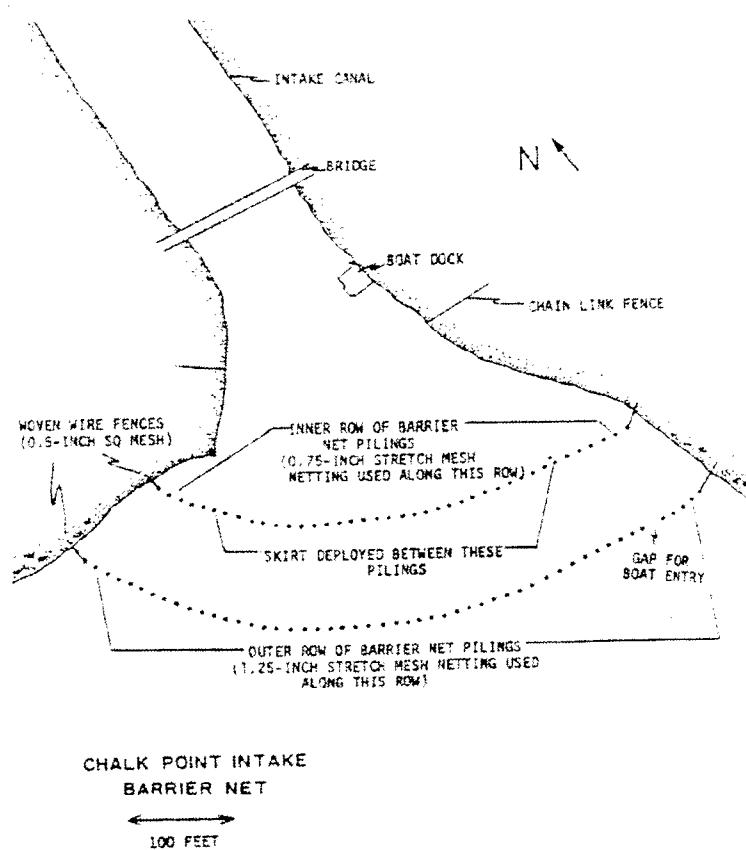 INTAKE CANAL
BRIDGE
N
BOAT DOCK
CHAIN LINK FENCE
WOVEN WIRE FENCES
(0.5-INCH SQ MESH)
INNER ROW OF BARRIER
NET PILINGS
(0.75-INCH STRETCH MESH
NETTING USED ALONG THIS ROW)
SKIRT DEPLOYED BETWEEN THESE
PILINGS
GAP FOR
BOAT ENTRY
OUTER ROW OF BARRIER NET PILINGS
(1.25-INCH STRETCH MESH NETTING USED
ALONG THIS ROW)
CHALK POINT INTAKE
BARRIER NET
100 FEET